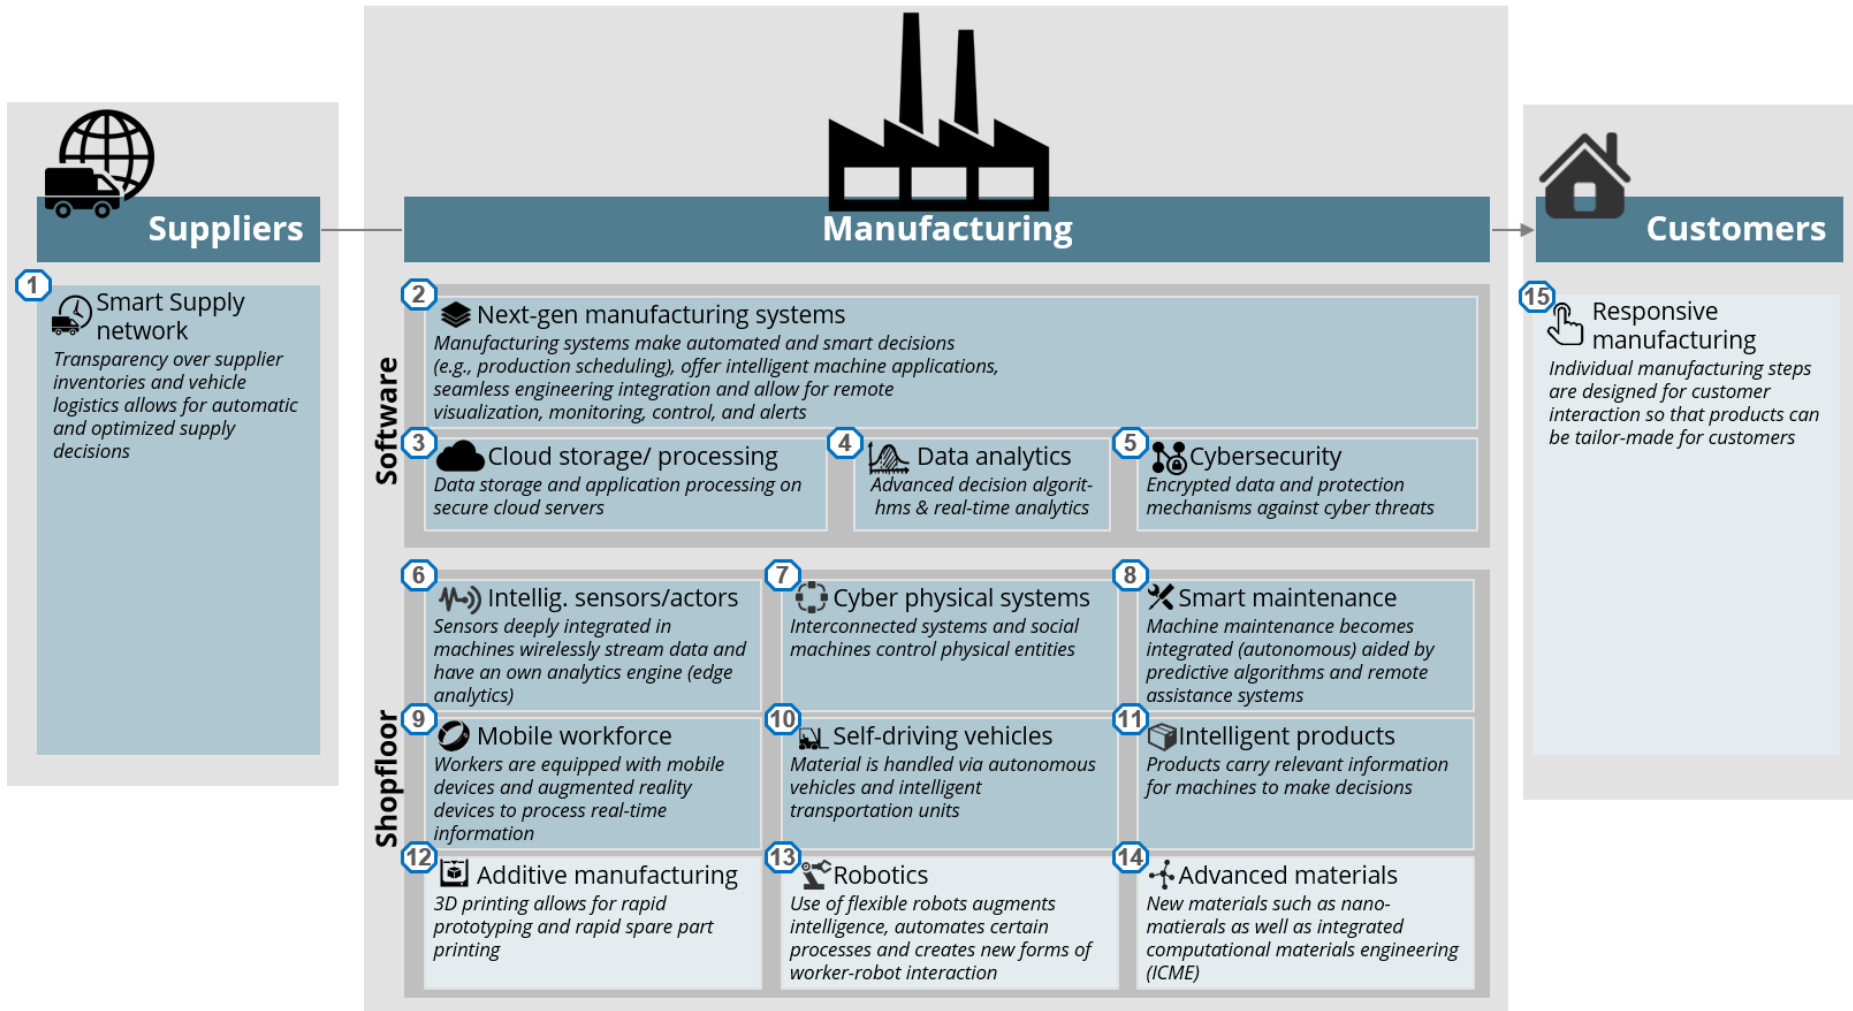 Suppliers
1
Smart Supply
network
Transparency over supplier
inventories and vehicle
logistics allows for automatic
and optimized supply
decisions
Manufacturing
Software
2
Next-gen manufacturing systems
Manufacturing systems make automated and smart decisions
(e.g., production scheduling), offer intelligent machine applications,
seamless engineering integration and allow for remote
visualization, monitoring, control, and alerts
3
Cloud storage/ processing
Data storage and application processing on
secure cloud servers
4
Data analytics
Advanced decision algorit-
hms & real-time analytics
5
Cybersecurity
Encrypted data and protection
mechanisms against cyber threats
Shopfloor
6
Intellig. sensors/actors
Sensors deeply integrated in
machines wirelessly stream data and
have an own analytics engine (edge
analytics)
7
Cyber physical systems
Interconnected systems and social
machines control physical entities
8
Smart maintenance
Machine maintenance becomes
integrated (autonomous) aided by
predictive algorithms and remote
assistance systems
9
Mobile workforce
Workers are equipped with mobile
devices and augmented reality
devices to process real-time
information
10
Self-driving vehicles
Material is handled via autonomous
vehicles and intelligent
transportation units
11
Intelligent products
Products carry relevant information
for machines to make decisions
12
Additive manufacturing
3D printing allows for rapid
prototyping and rapid spare part
printing
13
Robotics
Use of flexible robots augments
intelligence, automates certain
processes and creates new forms of
worker-robot interaction
14
Advanced materials
New materials such as nano-
matierals as well as integrated
computational materials engineering
(ICME)
Customers
15
Responsive
manufacturing
Individual manufacturing steps
are designed for customer
interaction so that products can
be tailor-made for customers